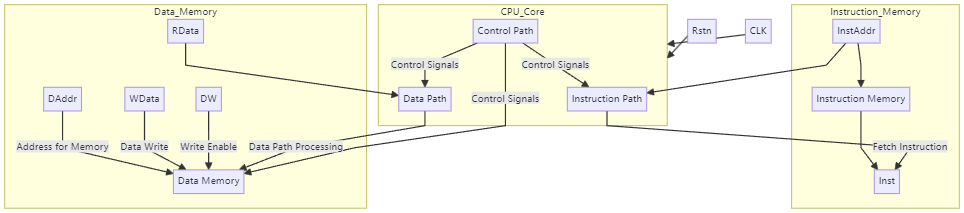 Data_Memory
CPU_Core
Instruction_Memory
RData
Control Path
Rstn
CLK
InstAddr
Control Signals
Control Signals
DAddr
WData
DW
Data Path
Control Signals
Instruction Path
Instruction Memory
Address for Memory
Data Write
Write Enable
Data Path Processing
Fetch Instruction
Data Memory
Inst